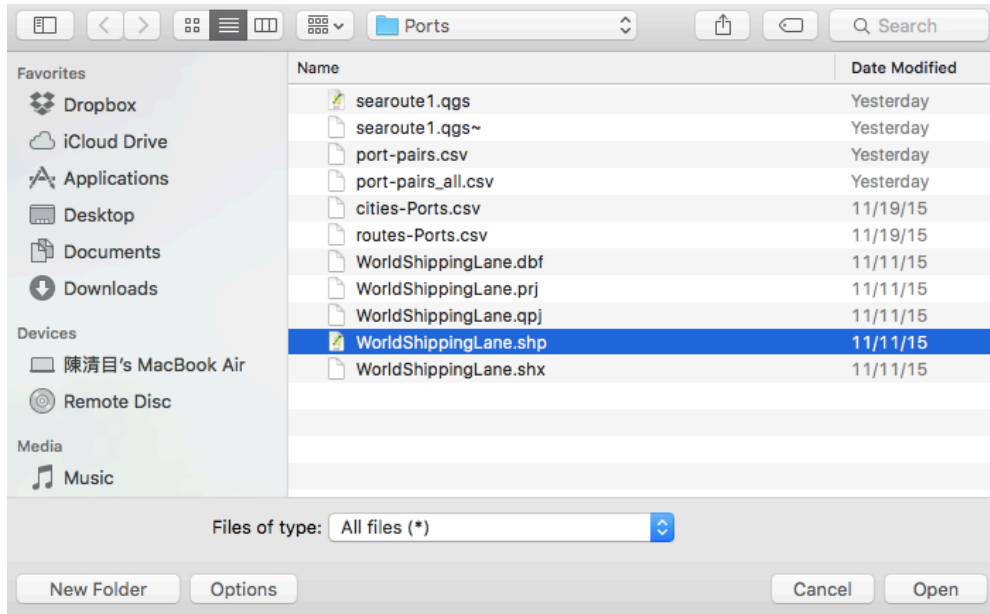 Ports
Search
Favorites
Dropbox
iCloud Drive
Applications
Desktop
Documents
Downloads
Devices
陳清目's MacBook Air
Remote Disc
Media
Music
Name Date Modified
searoute1.qgs Yesterday
searoute1.qgs~ Yesterday
port-pairs.csv Yesterday
port-pairs_all.csv Yesterday
cities-Ports.csv 11/19/15
routes-Ports.csv 11/19/15
WorldShippingLane.dbf 11/11/15
WorldShippingLane.prj 11/11/15
WorldShippingLane.qpj 11/11/15
WorldShippingLane.shp 11/11/15
WorldShippingLane.shx 11/11/15
Files of type: All files (*)
New Folder Options Cancel Open